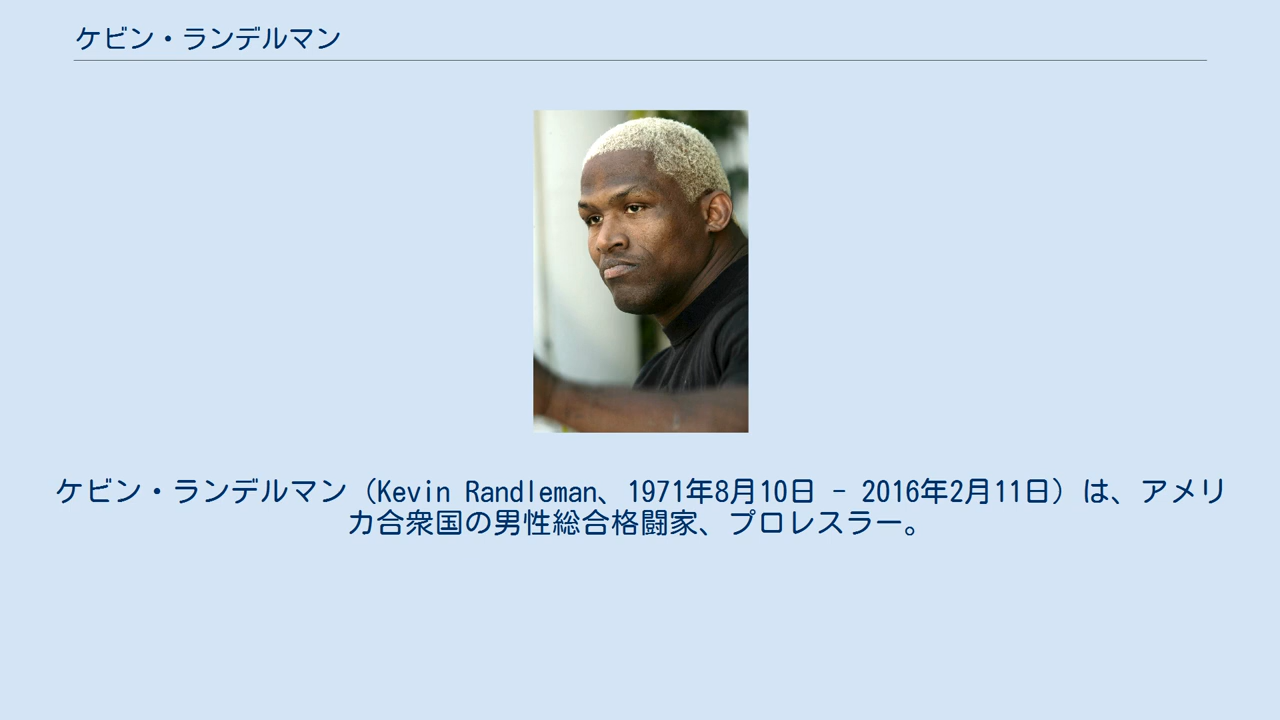 ケビン・ランデルマン
ケビン・ランデルマン（Kevin Randleman、1971年8月10日 - 2016年2月11日）は、アメリ
カ合衆国の男性総合格闘家、プロレスラー。